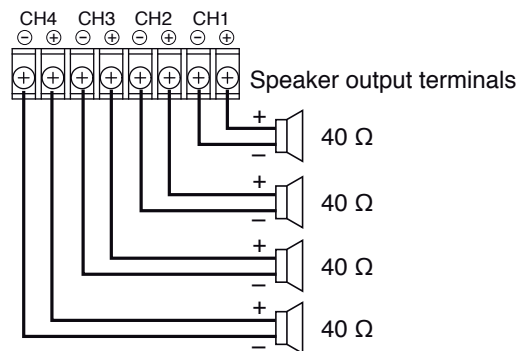 CH4 CH3 CH2 CH1
⊖ ⊕ ⊖ ⊕ ⊖ ⊕ ⊖ ⊕
Speaker output terminals
+
− 40 Ω
+
− 40 Ω
+
− 40 Ω
+
− 40 Ω